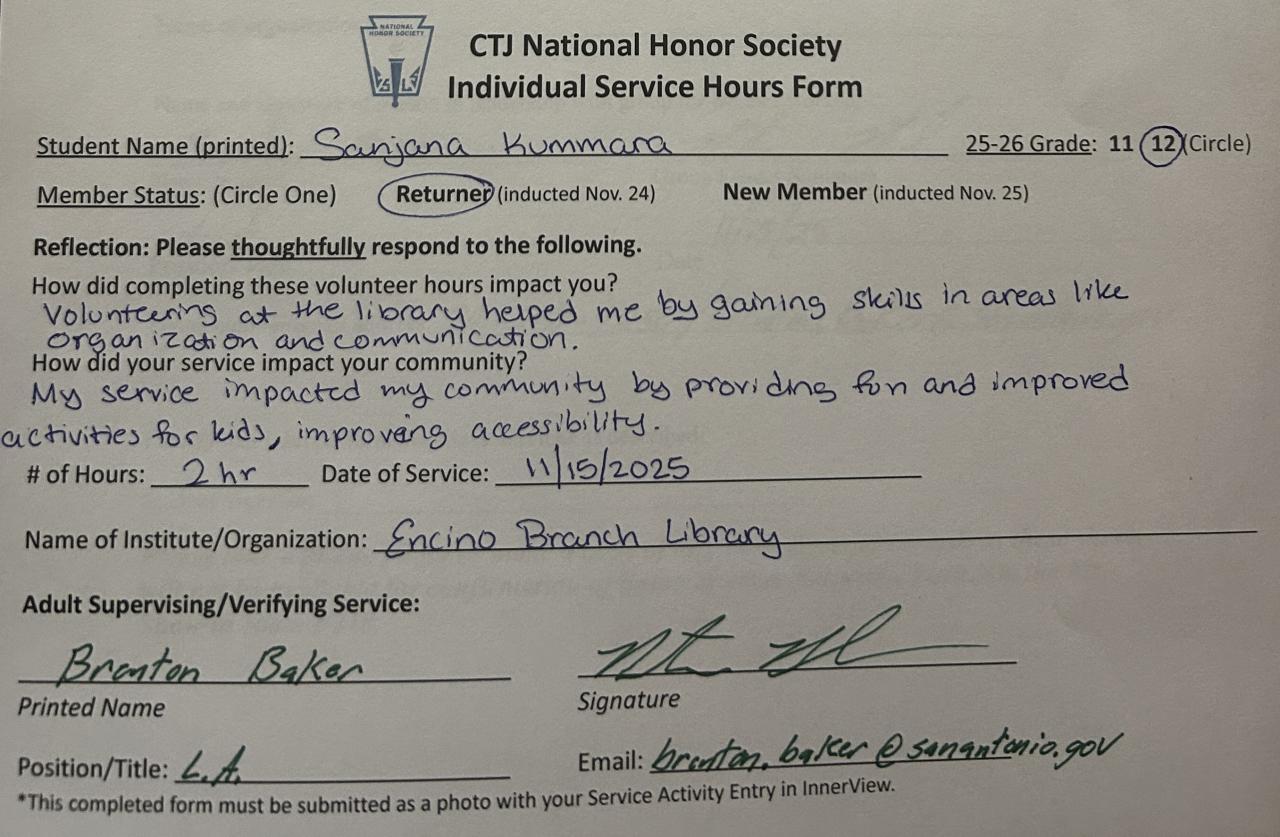 NATIONAL
HONOR SOCIETY
CTJ National Honor Society
Individual Service Hours Form
Student Name (printed): Sanjana Kummara 25-26 Grade: 11 12 (Circle)
Member Status: (Circle One) Returner (inducted Nov. 24) New Member (inducted Nov. 25)
Reflection: Please thoughtfully respond to the following.
How did completing these volunteer hours impact you?
Volunteering at the library helped me by gaining skills in areas like
organization and communication.
How did your service impact your community?
My service impacted my community by providing fun and improved
activities for kids, improving accessibility.
# of Hours: 2 hr Date of Service: 11/15/2025
Name of Institute/Organization: Encino Branch Library
Adult Supervising/Verifying Service:
Branton Baker
Printed Name Signature
Position/Title: L.A. Email: branton.baker@sanantonio.gov
*This completed form must be submitted as a photo with your Service Activity Entry in InnerView.